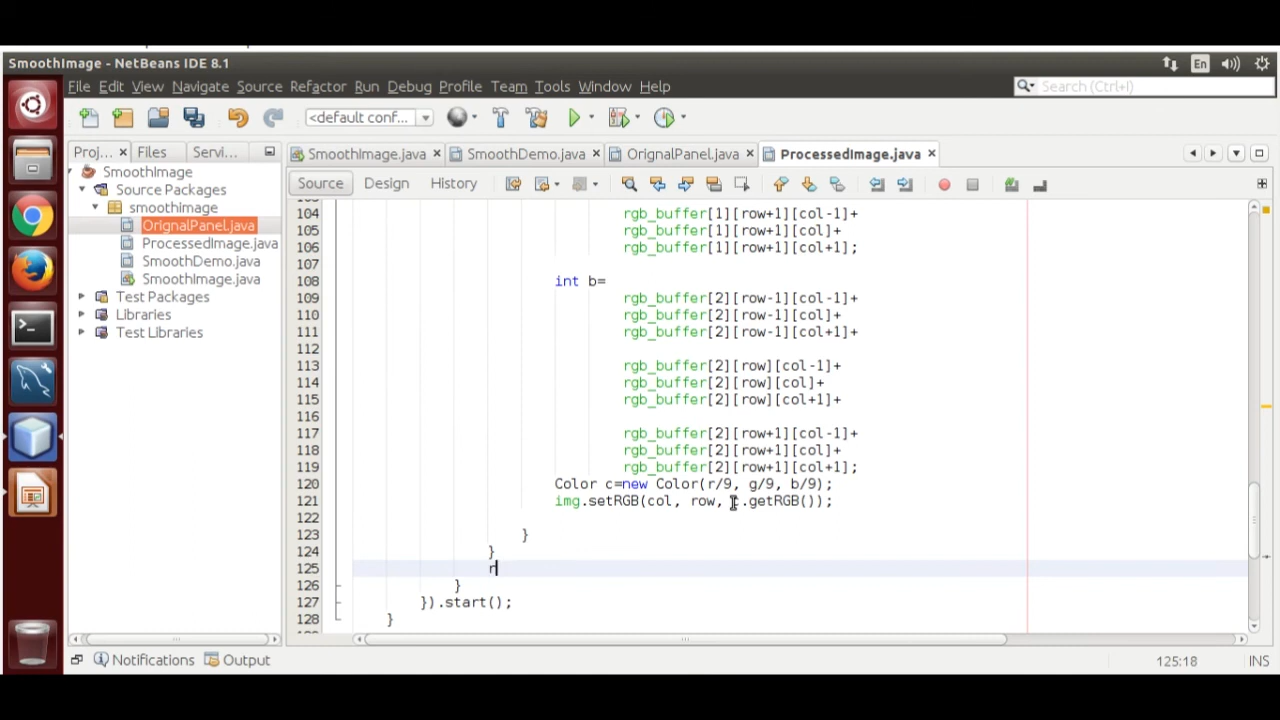 SmoothImage - NetBeans IDE 8.1
En
File Edit View Navigate Source Refactor Run Debug Profile Team Tools Window Help
Search (Ctrl+I)
<default conf...
Proj... Files Servi...
SmoothImage.java SmoothDemo.java OrignalPanel.java ProcessedImage.java
SmoothImage
Source Packages
smoothimage
OrignalPanel.java
ProcessedImage.java
SmoothDemo.java
SmoothImage.java
Test Packages
Libraries
Test Libraries
Source Design History
104 rgb_buffer[1][row+1][col-1]+
105 rgb_buffer[1][row+1][col]+
106 rgb_buffer[1][row+1][col+1];
107
108 int b=
109 rgb_buffer[2][row-1][col-1]+
110 rgb_buffer[2][row-1][col]+
111 rgb_buffer[2][row-1][col+1]+
112
113 rgb_buffer[2][row][col-1]+
114 rgb_buffer[2][row][col]+
115 rgb_buffer[2][row][col+1]+
116
117 rgb_buffer[2][row+1][col-1]+
118 rgb_buffer[2][row+1][col]+
119 rgb_buffer[2][row+1][col+1];
120 Color c=new Color(r/9, g/9, b/9);
121 img.setRGB(col, row, .getRGB());
122
123 }
124 }
125 r
126 }
127 }).start();
128 }
Notifications Output
125:18 INS